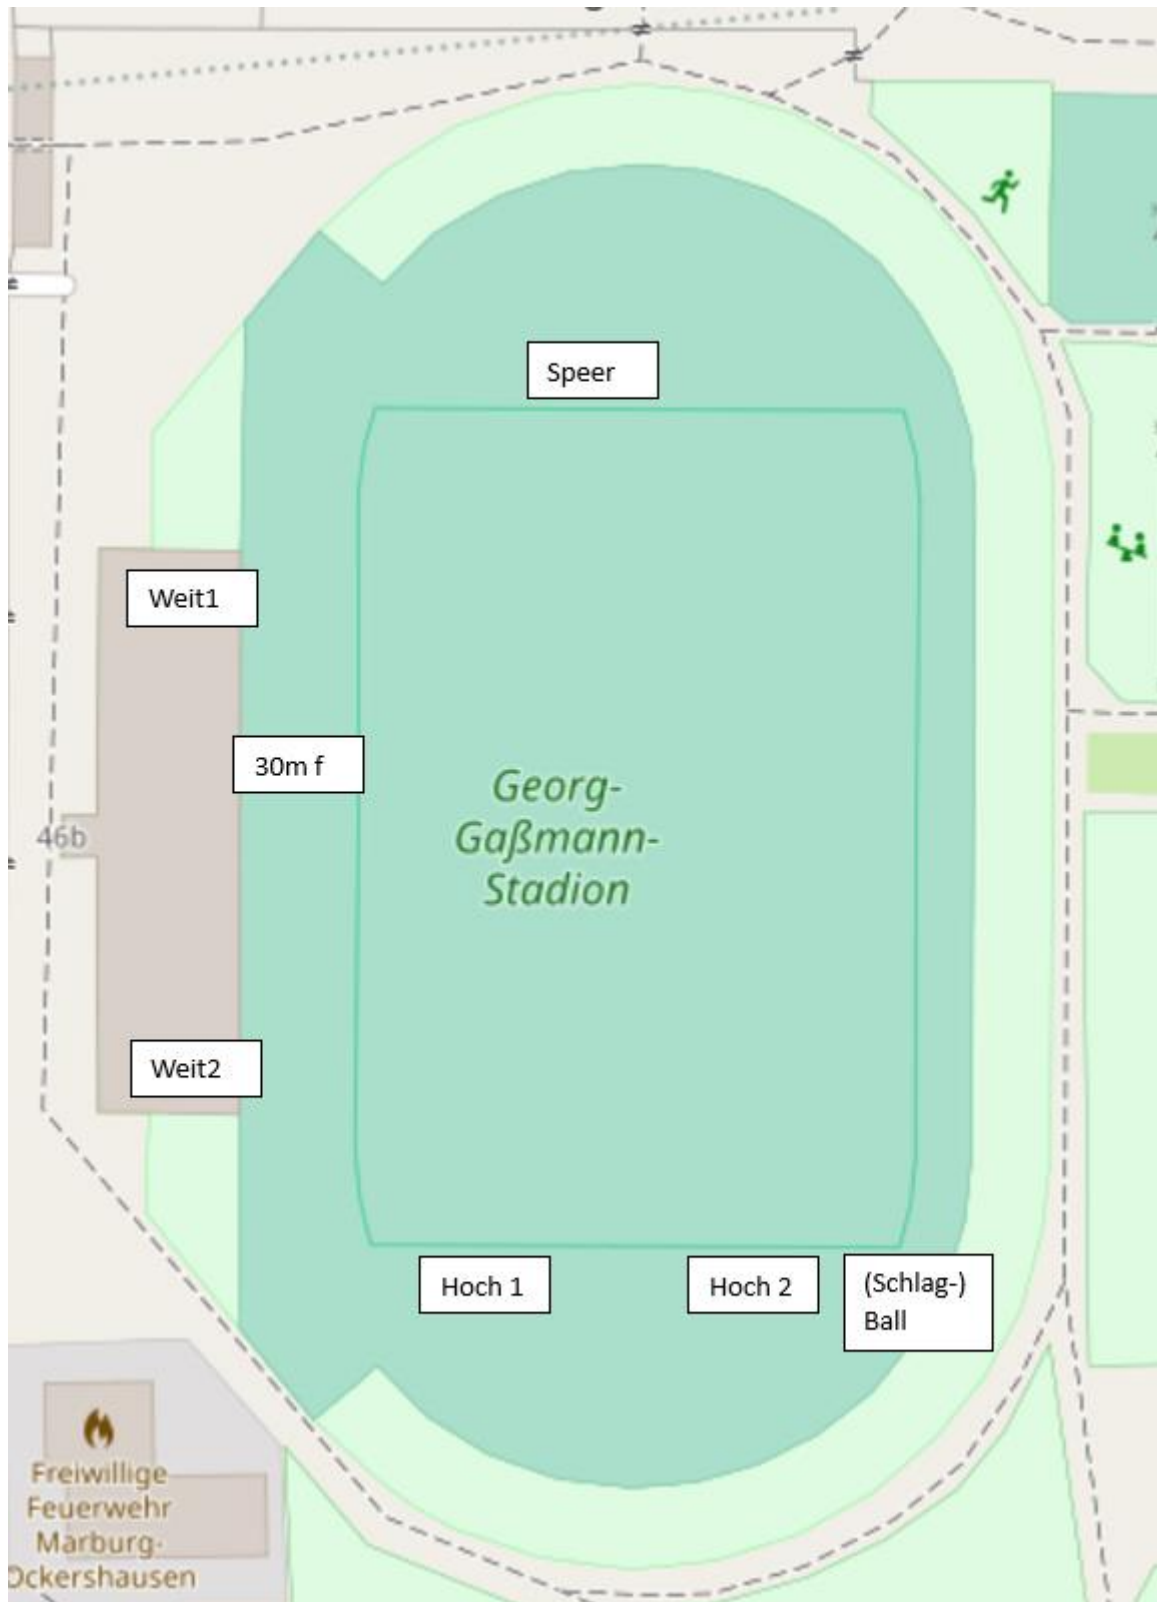 Speer
Weit1
30m f
Georg-
Gaßmann-
Stadion
46b
Weit2
Hoch 1
Hoch 2
(Schlag-)
Ball
Freiwillige
Feuerwehr
Marburg-
Ockershausen